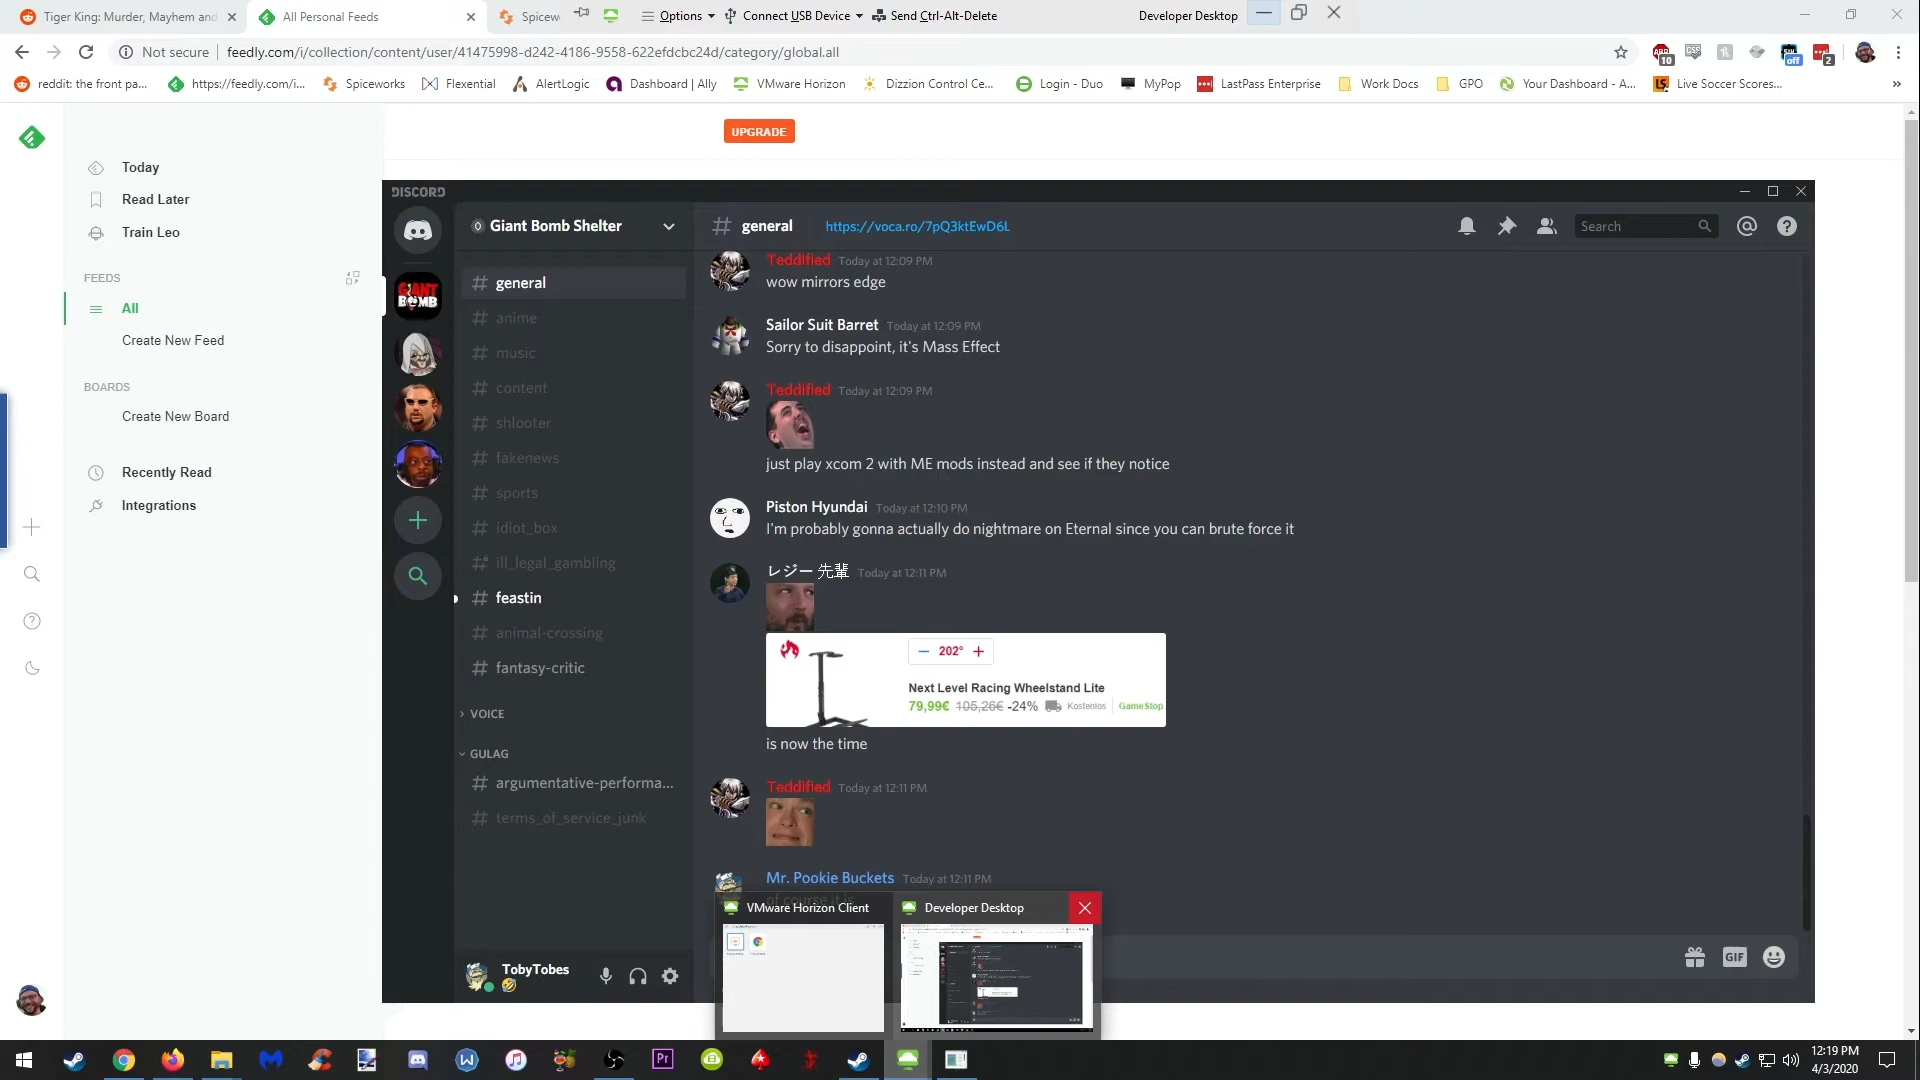 Tiger King: Murder, Mayhem and
All Personal Feeds
Spicew
Options
Connect USB Device
Send Ctrl-Alt-Delete
Developer Desktop
Not secure
feedly.com/i/collection/content/user/41475998-d242-4186-9558-622efdcbc24d/category/global.all
10
off
2
reddit: the front pa...
https://feedly.com/i...
Spiceworks
Flexential
AlertLogic
Dashboard | Ally
VMware Horizon
Dizzion Control Ce...
Login - Duo
MyPop
LastPass Enterprise
Work Docs
GPO
Your Dashboard - A...
Live Soccer Scores...
UPGRADE
Today
Read Later
Train Leo
FEEDS
All
Create New Feed
BOARDS
Create New Board
Recently Read
Integrations
DISCORD
Giant Bomb Shelter
# general
https://voca.ro/7pQ3ktEwD6L
Search
GIANT
BOMB
# general
# anime
# music
# content
# shlooter
# fakenews
# sports
# idiot_box
# ill_legal_gambling
# feastin
# animal-crossing
# fantasy-critic
VOICE
GULAG
# argumentative-performa...
# terms_of_service_junk
TobyTobes
Teddified Today at 12:09 PM
wow mirrors edge
Sailor Suit Barret Today at 12:09 PM
Sorry to disappoint, it's Mass Effect
Teddified Today at 12:09 PM
just play xcom 2 with ME mods instead and see if they notice
Piston Hyundai Today at 12:10 PM
I'm probably gonna actually do nightmare on Eternal since you can brute force it
レジー 先輩 Today at 12:11 PM
− 202° +
Next Level Racing Wheelstand Lite
79,99€ 105,26€ -24% Kostenlos GameStop
is now the time
Teddified Today at 12:11 PM
Mr. Pookie Buckets Today at 12:11 PM
of course it is
VMware Horizon Client
Developer Desktop
GIF
Pr
12:19 PM
4/3/2020